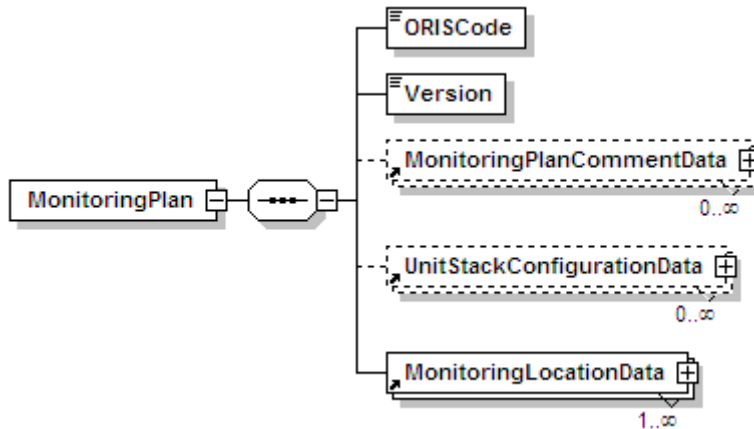 ORISCode
Version
MonitoringPlanCommentData
0..∞
MonitoringPlan
UnitStackConfigurationData
0..∞
MonitoringLocationData
1..∞